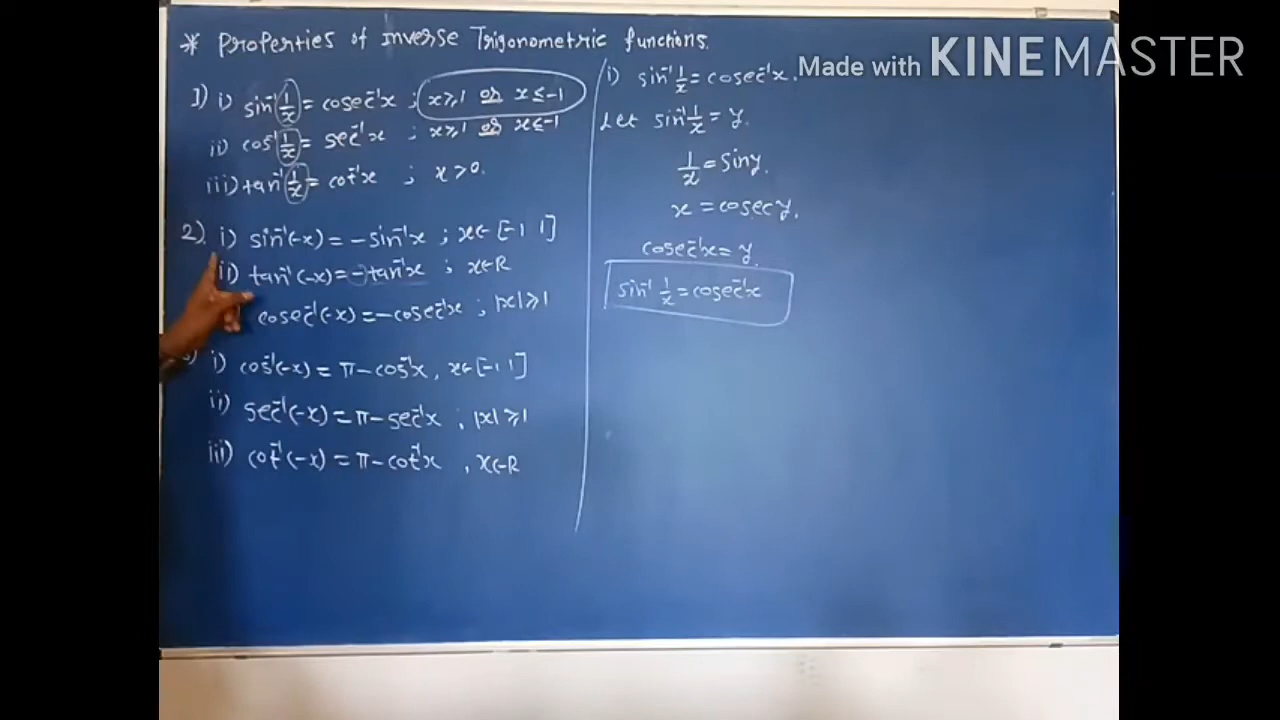 * Properties of Inverse Trigonometric functions.
1) i) sin⁻¹(1/x) = cosec⁻¹x ; x≥1 or x≤-1
ii) cos⁻¹(1/x) = sec⁻¹x ; x≥1 or x≤-1
iii) tan⁻¹(1/x) = cot⁻¹x ; x>0.
2). i) sin⁻¹(-x) = -sin⁻¹x ; x∈[-1 1]
ii) tan⁻¹(-x) = -tan⁻¹x ; x∈R
cosec⁻¹(-x) = -cosec⁻¹x ; |x|≥1
) i) cos⁻¹(-x) = π-cos⁻¹x, x∈[-1 1]
ii) sec⁻¹(-x) = π-sec⁻¹x ; |x|≥1
iii) cot⁻¹(-x) = π-cot⁻¹x , x∈R
i) sin⁻¹ 1/x = cosec⁻¹x.
Let sin⁻¹ 1/x = y.
1/x = siny.
x = cosecy.
cosec⁻¹x = y.
sin⁻¹ 1/x = cosec⁻¹x
Made with KINEMASTER